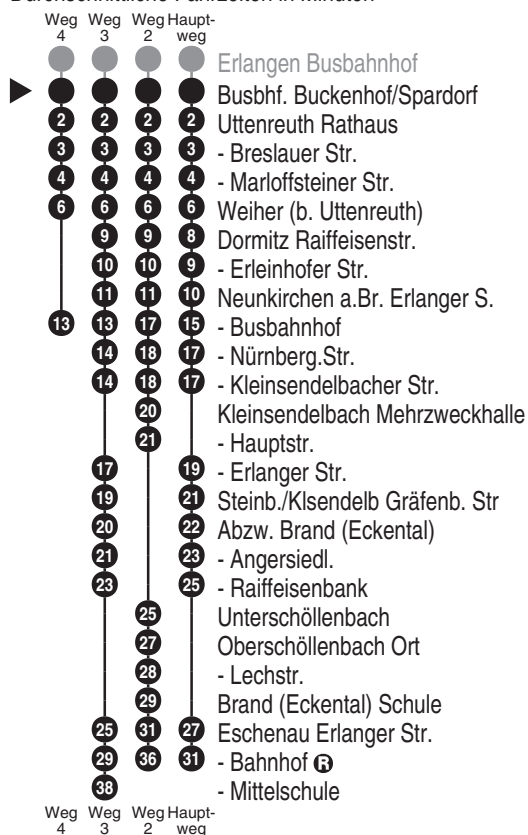 Durchschnittliche Fahrzeiten in Minuten
Weg Weg Weg Haupt-
4 3 2 weg
Erlangen Busbahnhof
Busbhf. Buckenhof/Spardorf
2 2 2 2 Uttenreuth Rathaus
3 3 3 3 - Breslauer Str.
4 4 4 4 - Marloffsteiner Str.
6 6 6 6 Weiher (b. Uttenreuth)
9 9 8 Dormitz Raiffeisenstr.
10 10 9 - Erleinhofer Str.
11 11 10 Neunkirchen a.Br. Erlanger S.
13 13 17 15 - Busbahnhof
14 18 17 - Nürnberg.Str.
14 18 17 - Kleinsendelbacher Str.
20 Kleinsendelbach Mehrzweckhalle
21 - Hauptstr.
17 19 - Erlanger Str.
19 21 Steinb./Klsendelb Gräfenb. Str
20 22 Abzw. Brand (Eckental)
21 23 - Angersiedl.
23 25 - Raiffeisenbank
25 Unterschöllenbach
27 Oberschöllenbach Ort
28 - Lechstr.
29 Brand (Eckental) Schule
25 31 27 Eschenau Erlanger Str.
29 36 31 - Bahnhof R
38 - Mittelschule
Weg Weg Weg Haupt-
4 3 2 weg